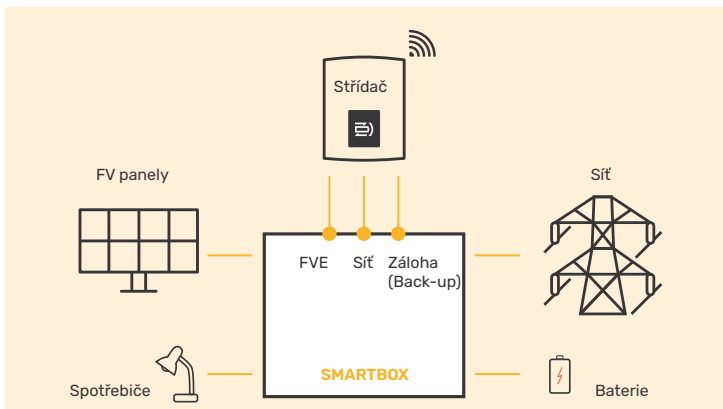 Střídač
FV panely
Síť
FVE Síť Záloha
(Back-up)
SMARTBOX
Spotřebiče
Baterie